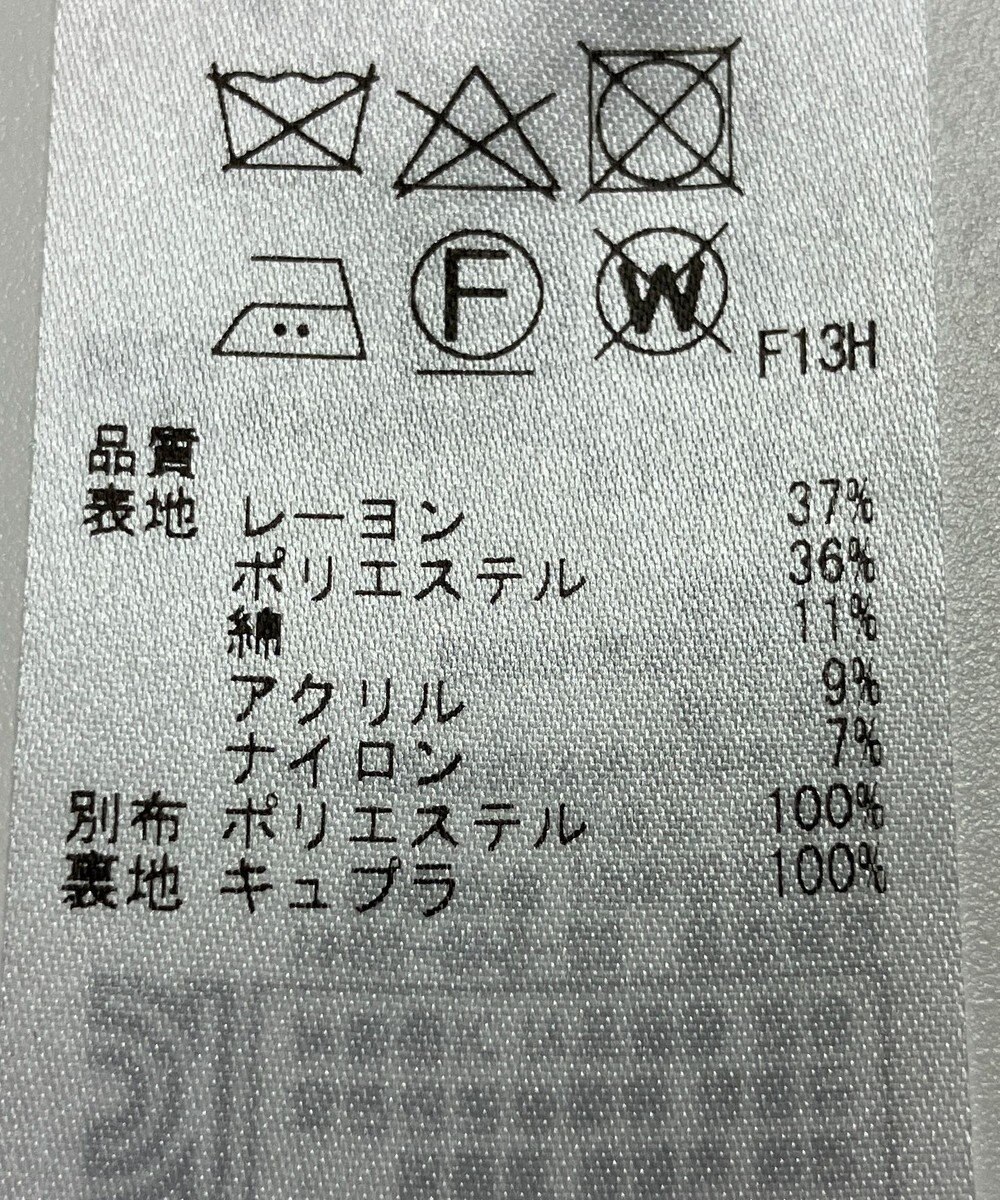 F W F13H
品質
表地 レーヨン 37%
ポリエステル 36%
綿 11%
アクリル 9%
ナイロン 7%
別布 ポリエステル 100%
裏地 キュプラ 100%